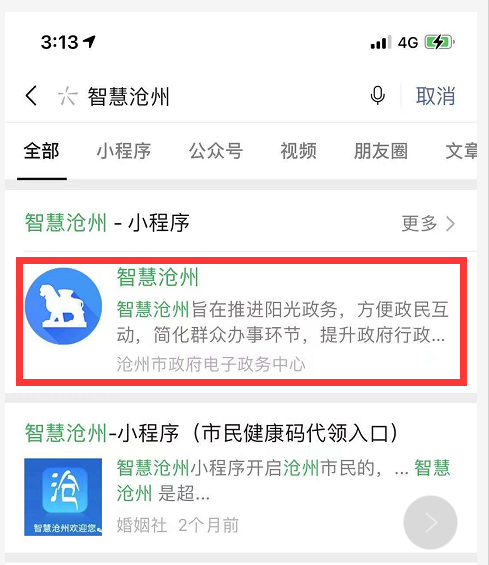 3:13
4G
智慧沧州
取消
全部 小程序 公众号 视频 朋友圈 文章
智慧沧州 - 小程序
更多
智慧沧州
智慧沧州旨在推进阳光政务，方便政民互
动，简化群众办事环节，提升政府行政...
沧州市政府电子政务中心
智慧沧州-小程序（市民健康码代领入口）
智慧沧州小程序开启沧州市民的，... 智慧
沧州 是超...
沧
智慧沧州欢迎您
婚姻社 2个月前